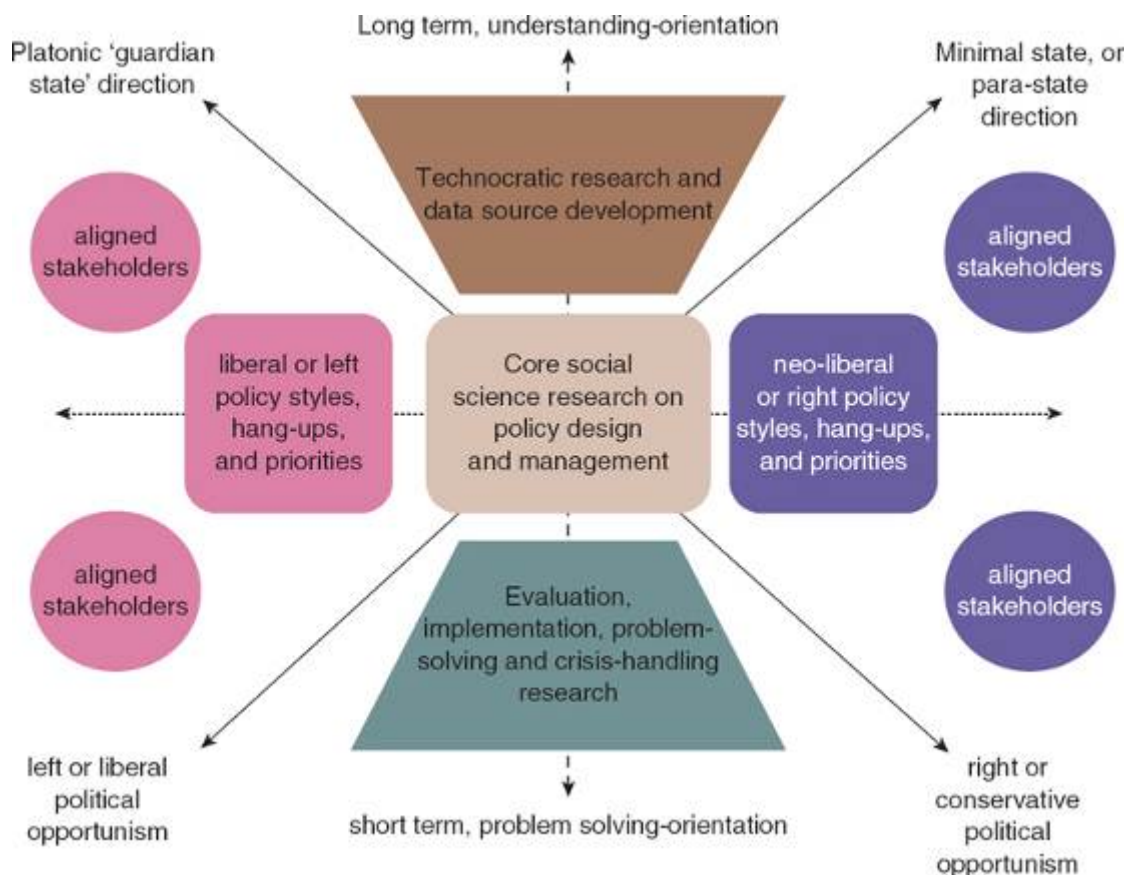 Long term, understanding-orientation
Platonic ‘guardian
state’ direction
Minimal state, or
para-state
direction
Technocratic research and
data source development
aligned
stakeholders
aligned
stakeholders
liberal or left
policy styles,
hang-ups,
and priorities
Core social
science research on
policy design
and management
neo-liberal
or right policy
styles, hang-ups,
and priorities
aligned
stakeholders
aligned
stakeholders
Evaluation,
implementation, problem-
solving and crisis-handling
research
left or liberal
political
opportunism
short term, problem solving-orientation
right or
conservative
political
opportunism